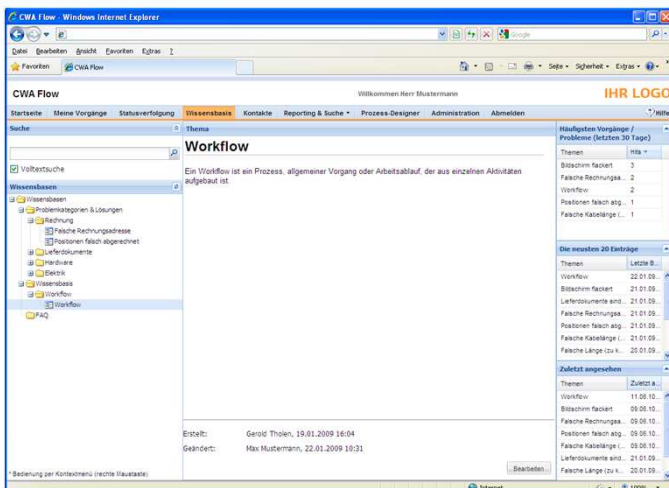 CWA Flow - Windows Internet Explorer
Google
Datei Bearbeiten Ansicht Favoriten Extras ?
Favoriten CWA Flow Seite Sicherheit Extras
CWA Flow Willkommen Herr Mustermann IHR LOGO
Startseite Meine Vorgänge Statusverfolgung Wissensbasis Kontakte Reporting & Suche Prozess-Designer Administration Abmelden Hilfe
Suche
Volltextsuche
Wissensbasen
Wissensbasen
Problemkategorien & Lösungen
Rechnung
Falsche Rechnungsadresse
Positionen falsch abgerechnet
Lieferdokumente
Hardware
Elektrik
Wissensbasis
Workflow
Workflow
FAQ
* Bedienung per Kontextmenü (rechte Maustaste)
Thema
Workflow
Ein Workflow ist ein Prozess, allgemeiner Vorgang oder Arbeitsablauf, der aus einzelnen Aktivitäten
aufgebaut ist.
Erstellt: Gerold Tholen, 19.01.2009 16:04
Geändert: Max Mustermann, 22.01.2009 10:31
Bearbeiten
Häufigsten Vorgänge /
Probleme (letzten 30 Tage)
Themen Hits
Bildschirm flackert 3
Falsche Rechnungsa... 2
Workflow 2
Positionen falsch abg... 1
Falsche Kabellänge (... 1
Die neusten 20 Einträge
Themen Letzte B...
Workflow 22.01.09...
Bildschirm flackert 21.01.09...
Lieferdokumente sind... 21.01.09...
Falsche Rechnungsa... 21.01.09...
Positionen falsch abg... 21.01.09...
Falsche Kabellänge (... 21.01.09...
Falsche Länge (zu k... 20.01.09...
Zuletzt angesehen
Themen Zuletzt a...
Workflow 11.06.10...
Bildschirm flackert 09.06.10...
Falsche Rechnungsa... 09.06.10...
Positionen falsch abg... 09.06.10...
Falsche Kabellänge (... 09.06.10...
Lieferdokumente sind... 21.01.09...
Falsche Länge (zu k... 20.01.09...
Internet 100%